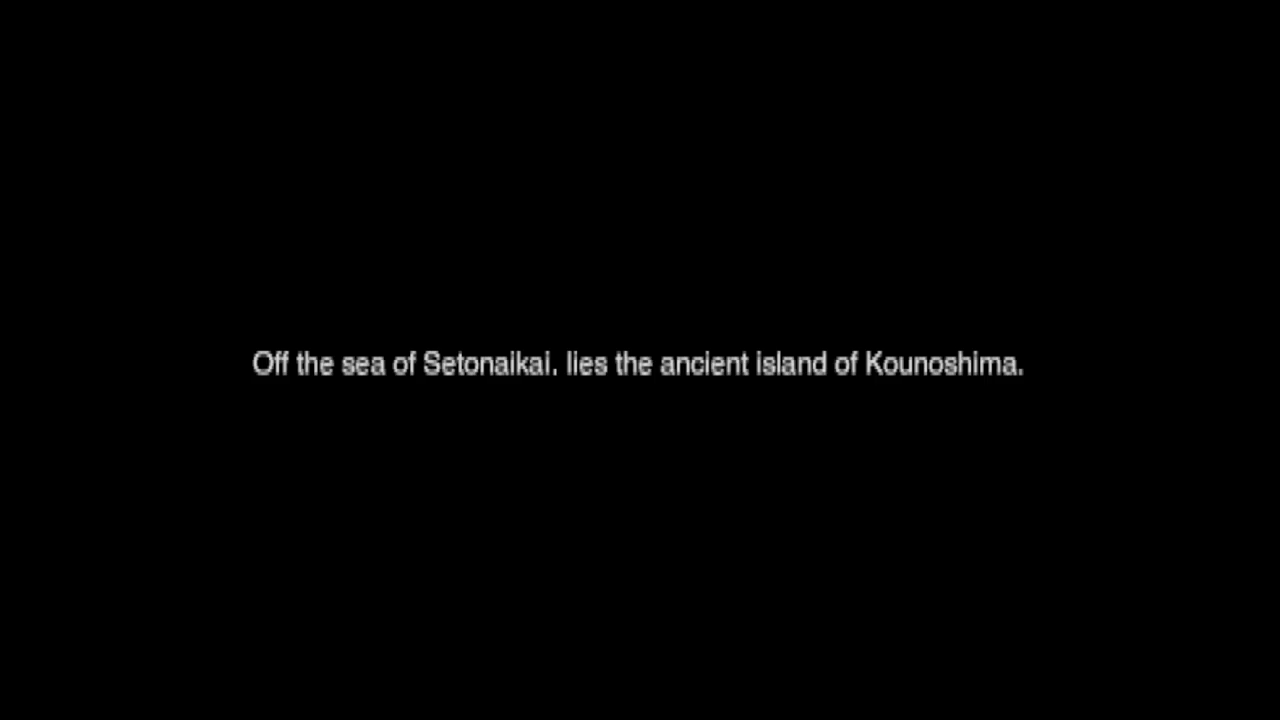 Off the sea of Setonaikai. lies the ancient island of Kounoshima.